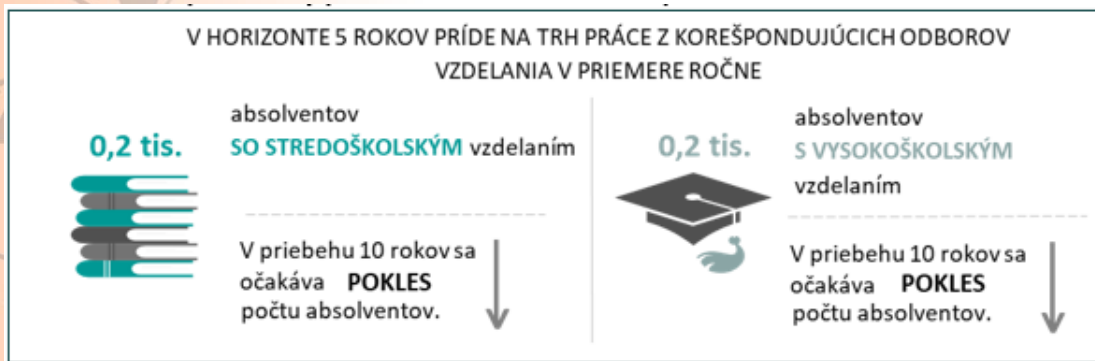 V HORIZONTE 5 ROKOV PRÍDE NA TRH PRÁCE Z KOREŠPONDUJÚCICH ODBOROV
VZDELANIA V PRIEMERE ROČNE
0,2 tis.
absolventov
SO STREDOŠKOLSKÝM vzdelaním
V priebehu 10 rokov sa
očakáva POKLES
počtu absolventov.
0,2 tis.
absolventov
S VYSOKOŠKOLSKÝM
vzdelaním
V priebehu 10 rokov sa
očakáva POKLES
počtu absolventov.